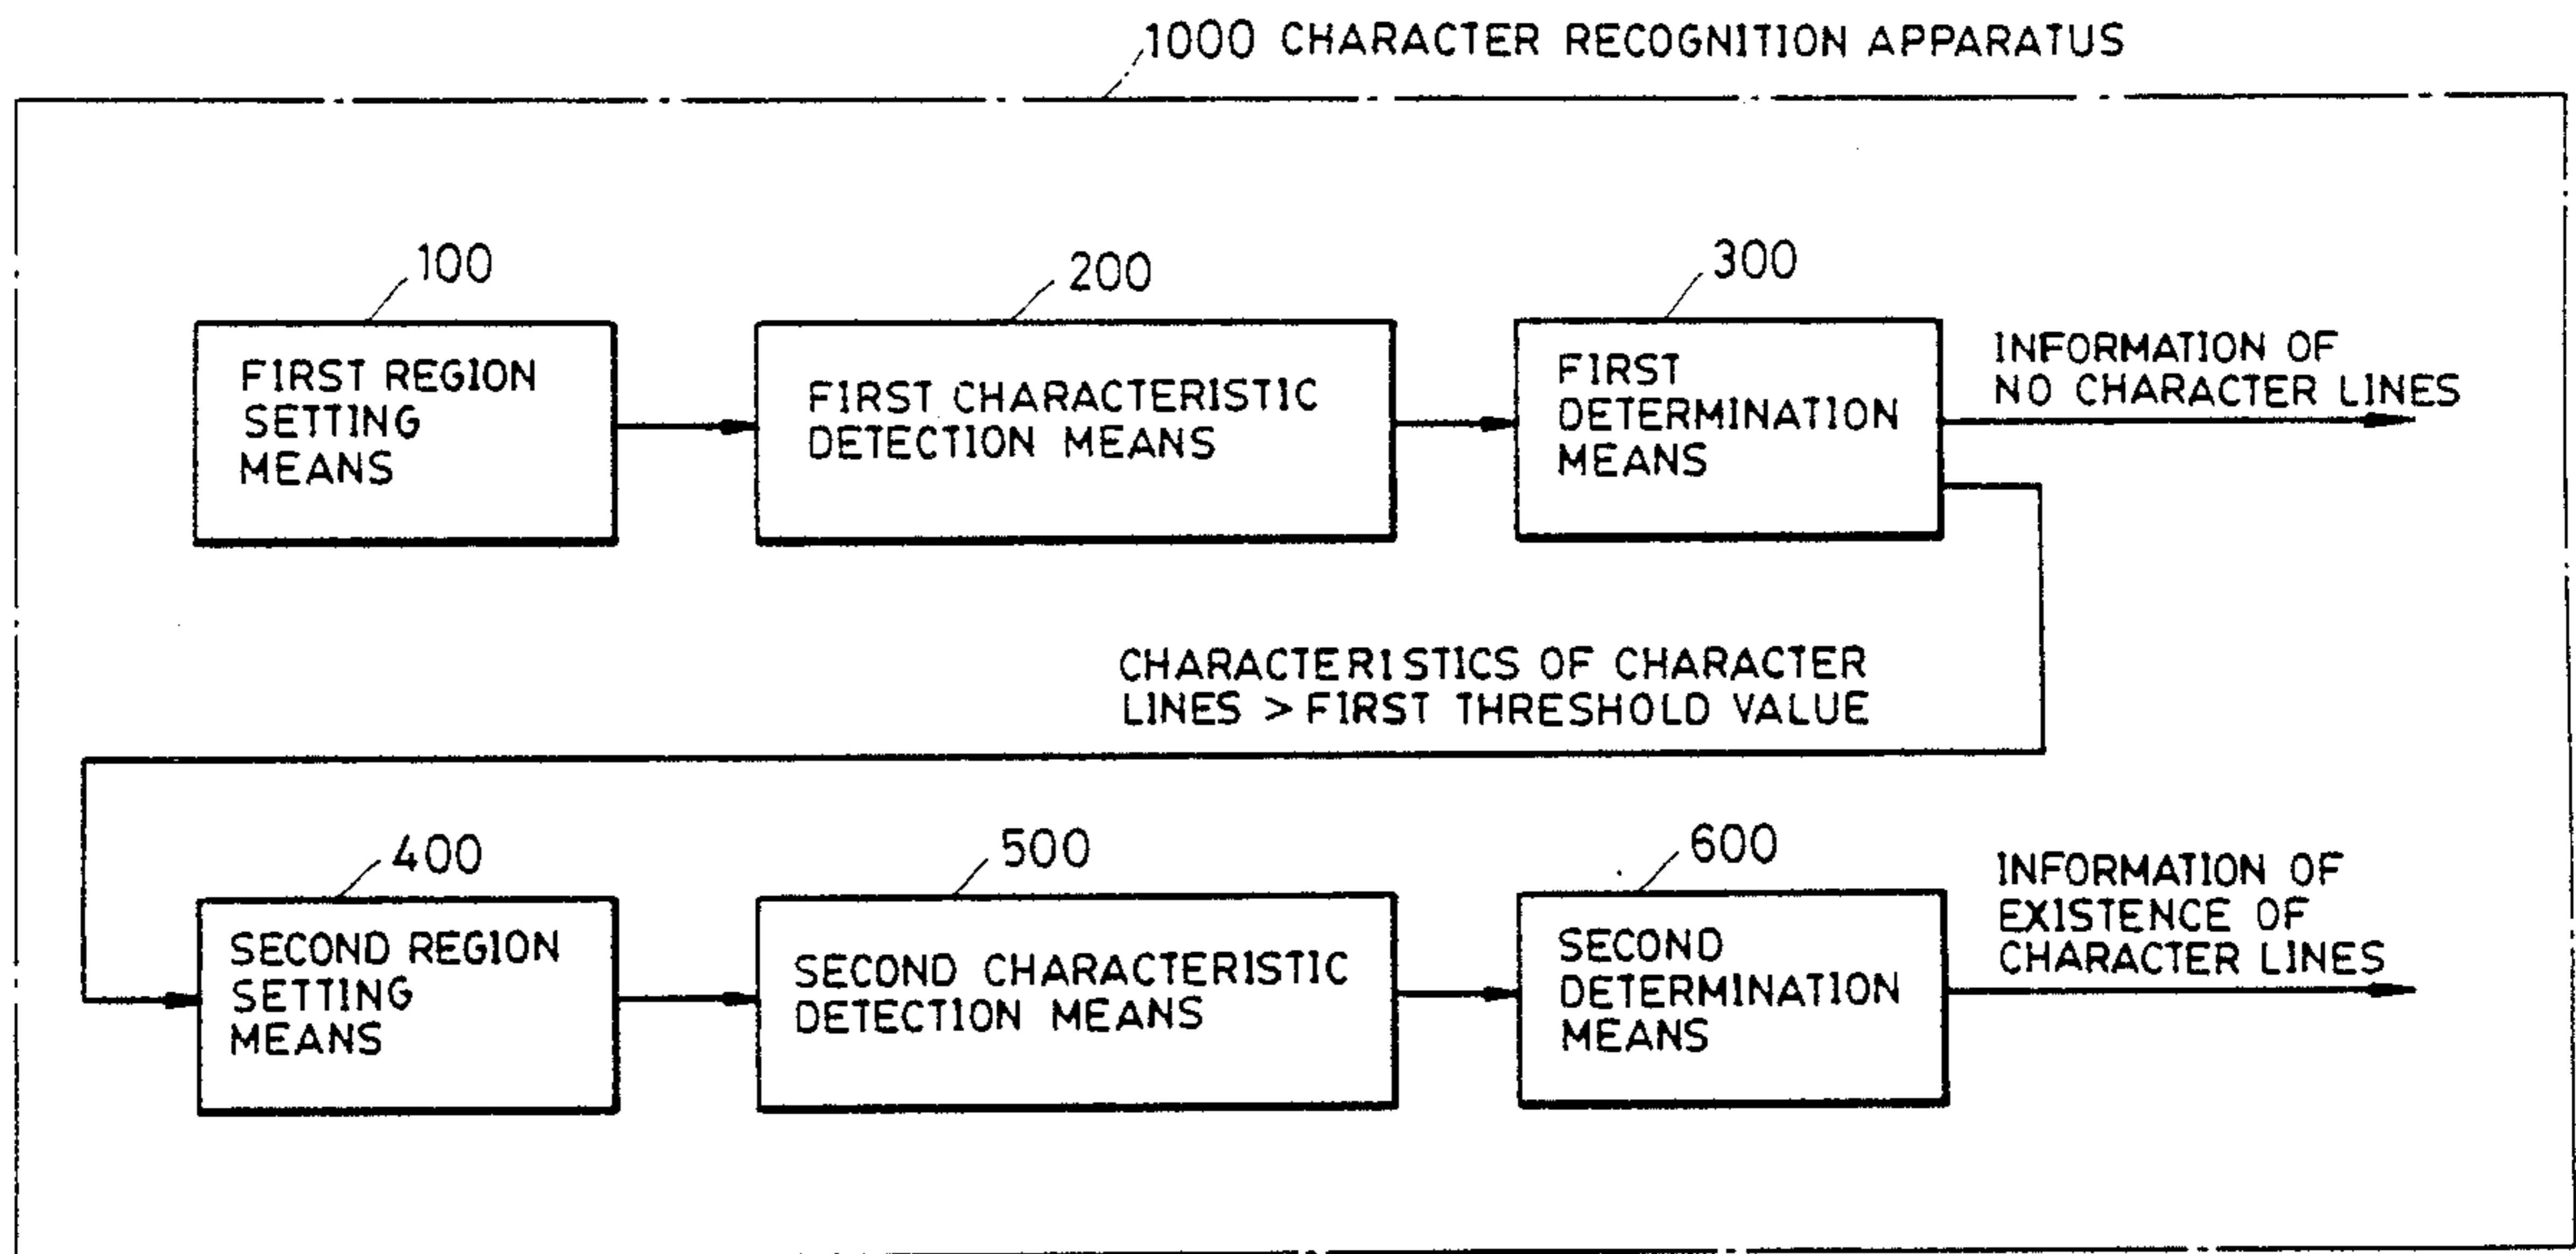 1000 CHARACTER RECOGNITION APPARATUS
100
200
300
FIRST REGION
SETTING
MEANS
FIRST CHARACTERISTIC
DETECTION MEANS
FIRST
DETERMINATION
MEANS
INFORMATION OF
NO CHARACTER LINES
CHARACTERISTICS OF CHARACTER
LINES > FIRST THRESHOLD VALUE
400
500
600
SECOND REGION
SETTING
MEANS
SECOND CHARACTERISTIC
DETECTION MEANS
SECOND
DETERMINATION
MEANS
INFORMATION OF
EXISTENCE OF
CHARACTER LINES